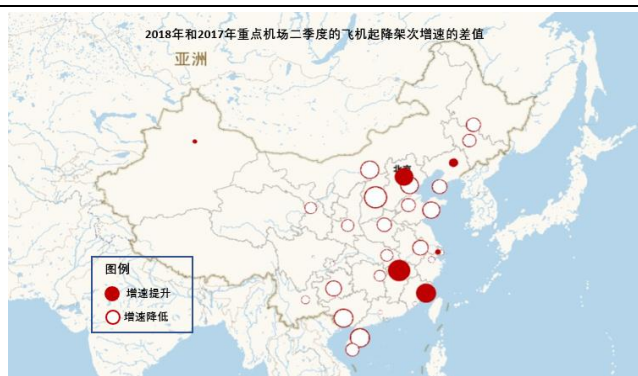 2018年和2017年重点机场二季度的飞机起降架次增速的差值
亚洲
北京
图例
增速提升
增速降低